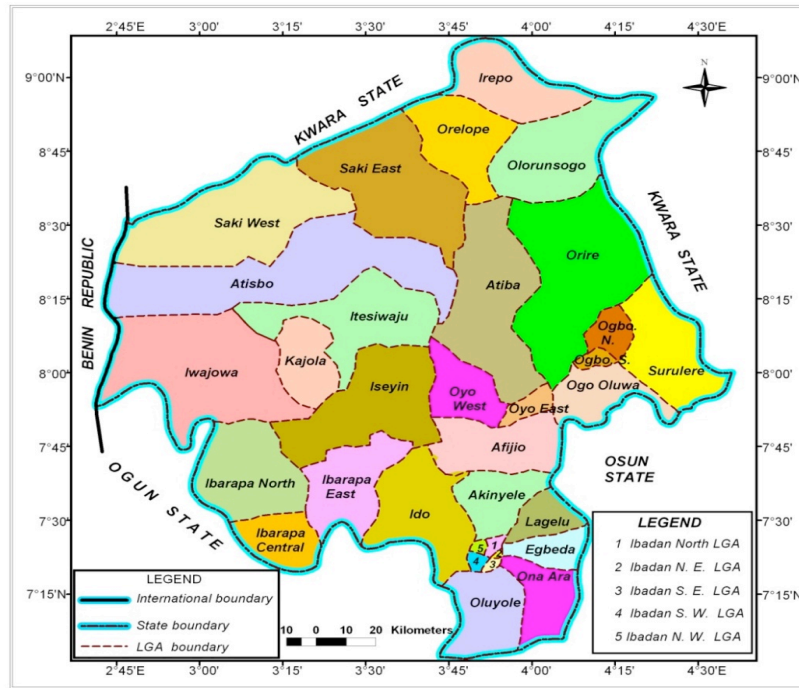 2°45'E 3°00' 3°15' 3°30' 3°45' 4°00' 4°15' 4°30'E
9°00'N
8°45'
8°30'
8°15'
8°00'
7°45'
7°30'
7°15'
9°00'N
8°45'
8°30'
8°15'
8°00'
7°45'
7°30'
7°15'
N
KWARA STATE
KWARA STATE
BENIN REPUBLIC
OGUN STATE
OSUN
STATE
Irepo
Orelope
Olorunsogo
Saki East
Saki West
Atisbo
Atiba
Orire
Itesiwaju
Ogbo.
N.
Ogbo. S.
Surulere
Kajola
Iwajowa
Iseyin
Oyo
West
Ogo Oluwa
Oyo East
Afijio
Ibarapa North
Ibarapa
East
Ido
Akinyele
Ibarapa
Central
Lagelu
Egbeda
1
5
4
3
Ona Ara
Oluyole
LEGEND
1 Ibadan North LGA
2 Ibadan N. E. LGA
3 Ibadan S. E. LGA
4 Ibadan S. W. LGA
5 Ibadan N. W. LGA
LEGEND
International boundary
State boundary
LGA boundary
10 0 10 20 Kilometers
2°45'E 3°00' 3°15' 3°30' 3°45' 4°00' 4°15' 4°30'E